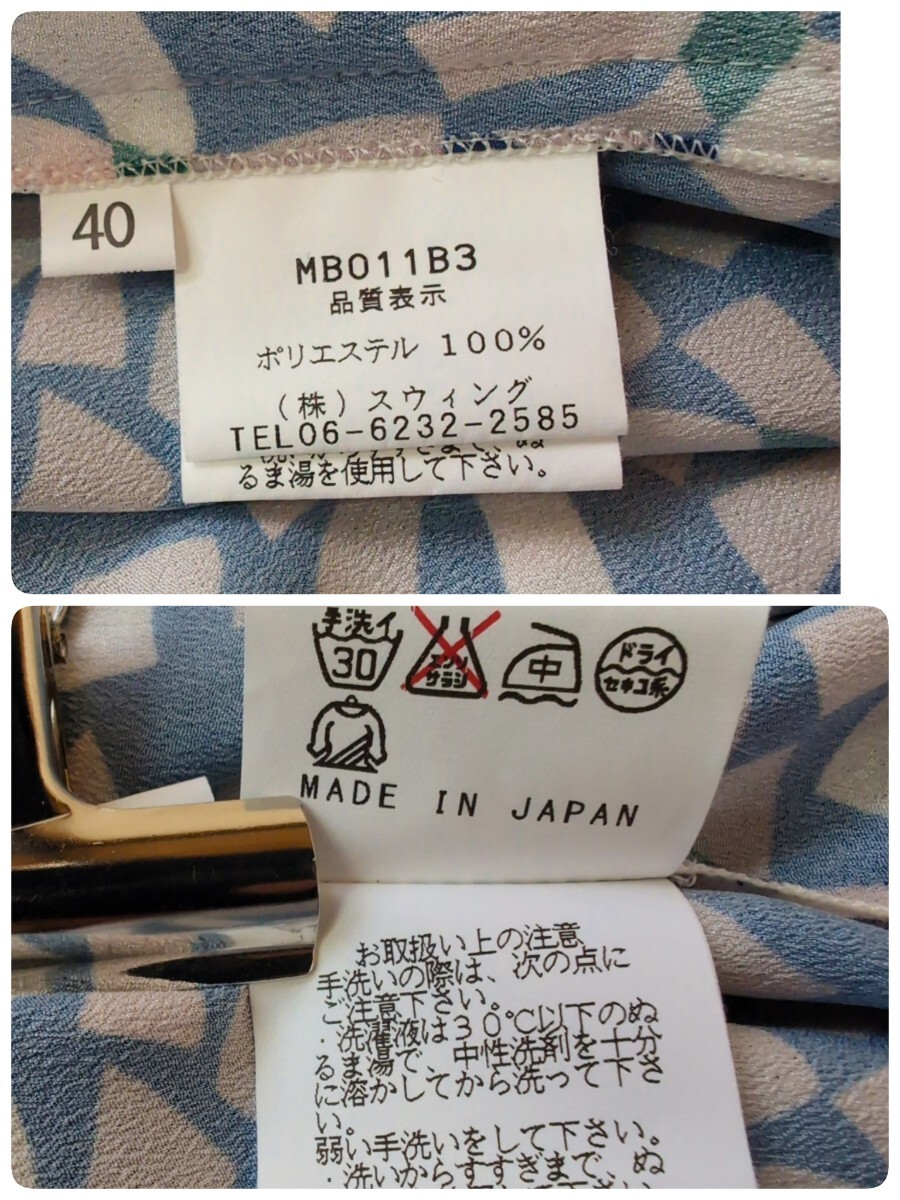 40
MB011B3
品質表示
ポリエステル 100%
(株)スウィング
TEL06-6232-2585
るま湯を使用して下さい。
手洗イ
30
エンソ
サラシ
中
ドライ
セキユ系
MADE IN JAPAN
お取扱い上の注意
手洗いの際は、次の点に
ご注意下さい。
・洗濯液は30℃以下のぬ
るま湯で、中性洗剤を十分
に溶かしてから洗って下さ
い。
弱い手洗いをして下さい。
・洗いからすすぎまで、ぬ